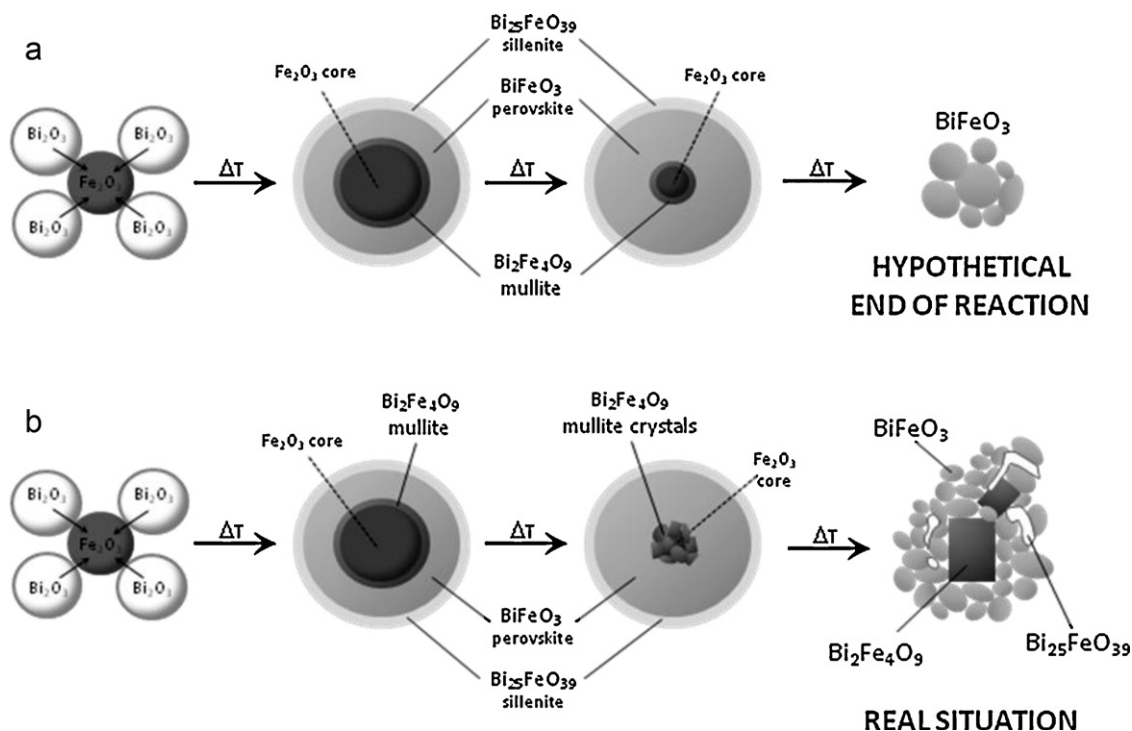 a
Bi₂₅FeO₃₉
sillenite
Fe₂O₃ core
BiFeO₃
perovskite
Fe₂O₃ core
BiFeO₃
Bi₂O₃
Bi₂O₃
Fe₂O₃
Bi₂O₃
Bi₂O₃
ΔT
ΔT
ΔT
Bi₂Fe₄O₉
mullite
HYPOTHETICAL
END OF REACTION
b
Bi₂Fe₄O₉
mullite
Bi₂Fe₄O₉
mullite crystals
Fe₂O₃ core
Fe₂O₃
core
BiFeO₃
Bi₂O₃
Bi₂O₃
Fe₂O₃
Bi₂O₃
Bi₂O₃
ΔT
ΔT
ΔT
BiFeO₃
perovskite
Bi₂₅FeO₃₉
sillenite
Bi₂Fe₄O₉
Bi₂₅FeO₃₉
REAL SITUATION